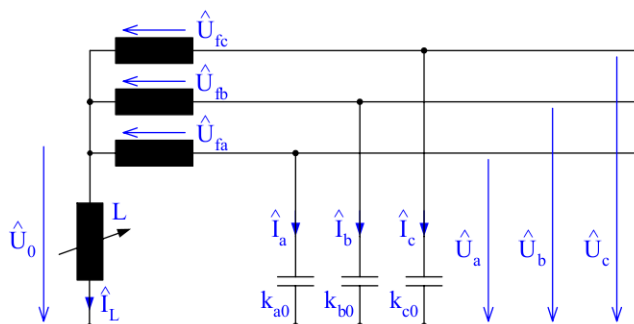 Û_fc
Û_fb
Û_fa
Û_0
L
Î_L
Î_a
Î_b
Î_c
k_a0
k_b0
k_c0
Û_a
Û_b
Û_c